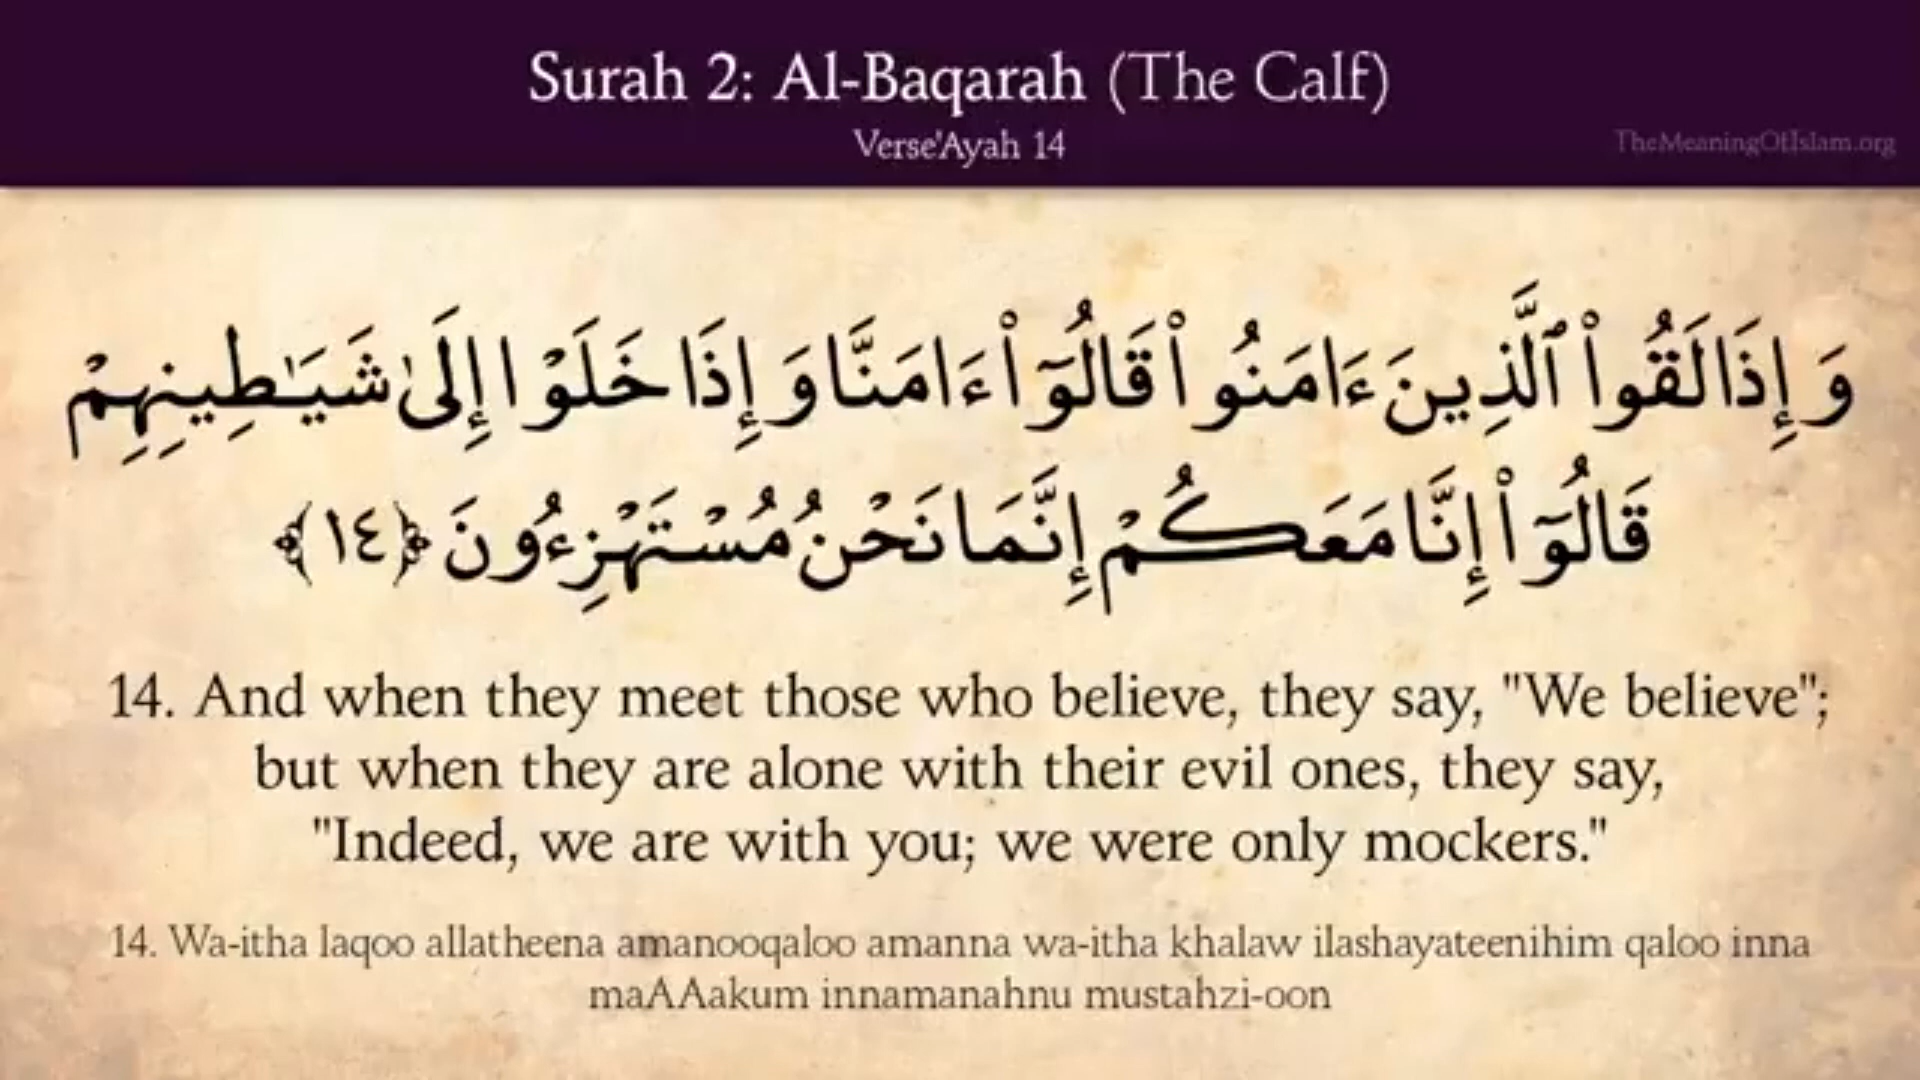 Surah 2: Al-Baqarah (The Calf)
Verse'Ayah 14
TheMeaningOfIslam.org
وَإِذَا لَقُوا۟ ٱلَّذِينَ ءَامَنُوا۟ قَالُوٓا۟ ءَامَنَّا وَإِذَا خَلَوْا إِلَىٰ شَيَـٰطِينِهِمْ
قَالُوٓا۟ إِنَّا مَعَكُمْ إِنَّمَا نَحْنُ مُسْتَهْزِءُونَ ﴿١٤﴾
14. And when they meet those who believe, they say, "We believe";
but when they are alone with their evil ones, they say,
"Indeed, we are with you; we were only mockers."
14. Wa-itha laqoo allatheena amanooqaloo amanna wa-itha khalaw ilashayateenihim qaloo inna
maAAakum innamanahnu mustahzi-oon